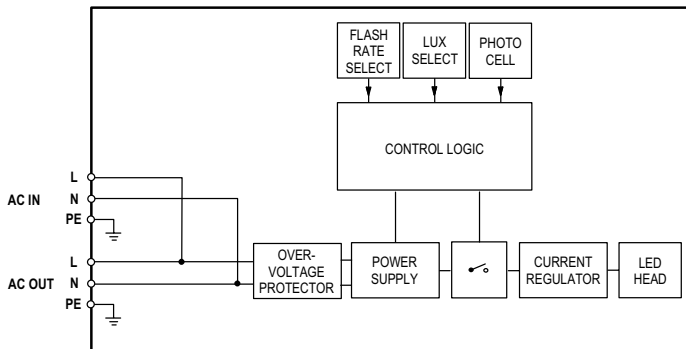 FLASH
RATE
SELECT
LUX
SELECT
PHOTO
CELL
CONTROL LOGIC
AC IN
L
N
PE
AC OUT
L
N
PE
OVER-
VOLTAGE
PROTECTOR
POWER
SUPPLY
CURRENT
REGULATOR
LED
HEAD